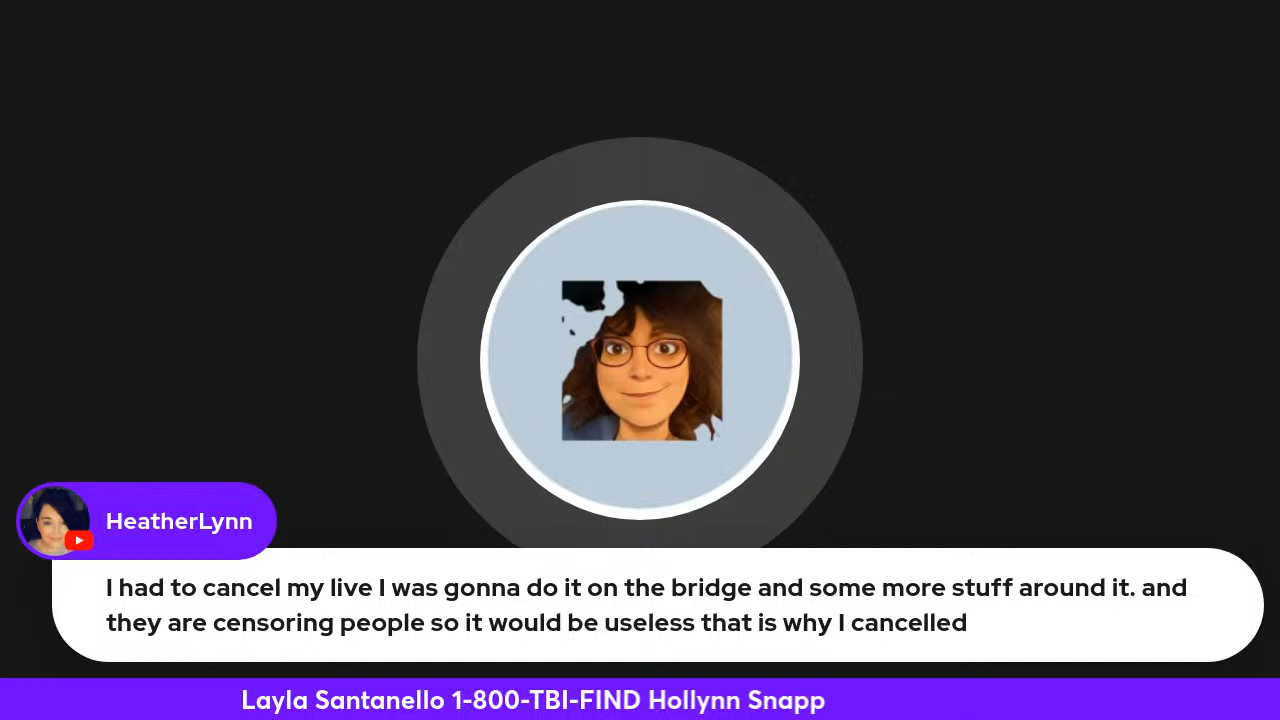 HeatherLynn
I had to cancel my live I was gonna do it on the bridge and some more stuff around it. and
they are censoring people so it would be useless that is why I cancelled
Layla Santanello 1-800-TBI-FIND Hollynn Snapp